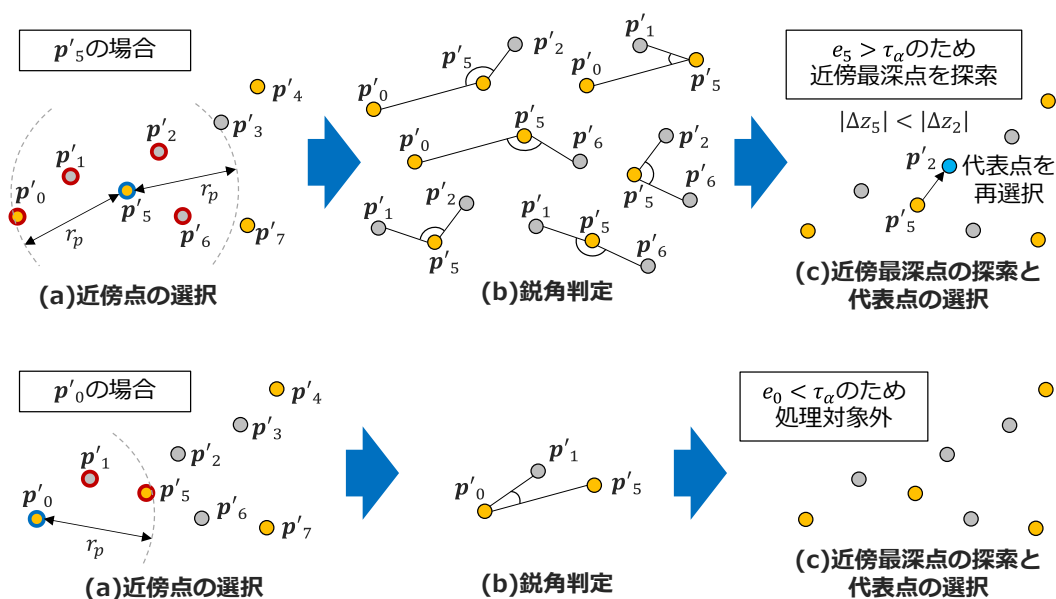 p′5の場合
p′4
p′3
p′2
p′1
p′0
p′5
rp
rp
p′6
p′7
(a)近傍点の選択
p′2
p′5
p′0
p′1
p′0
p′5
p′5
p′0
p′6
p′2
p′5
p′6
p′1
p′2
p′5
p′1
p′5
p′6
(b)鋭角判定
e5 > τα のため
近傍最深点を探索
|Δz5| < |Δz2|
p′2
代表点を
再選択
p′5
(c)近傍最深点の探索と
代表点の選択
p′0の場合
p′4
p′3
p′2
p′1
p′5
p′0
p′6
p′7
rp
(a)近傍点の選択
p′1
p′0
p′5
(b)鋭角判定
e0 < τα のため
処理対象外
(c)近傍最深点の探索と
代表点の選択